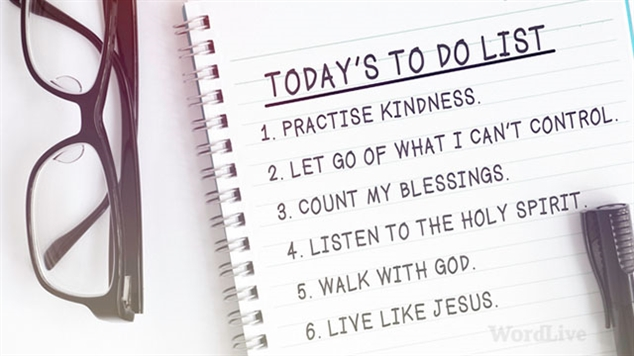 TODAY'S TO DO LIST
1. PRACTISE KINDNESS.
2. LET GO OF WHAT I CAN'T CONTROL.
3. COUNT MY BLESSINGS.
4. LISTEN TO THE HOLY SPIRIT.
5. WALK WITH GOD.
6. LIVE LIKE JESUS.
WordLive